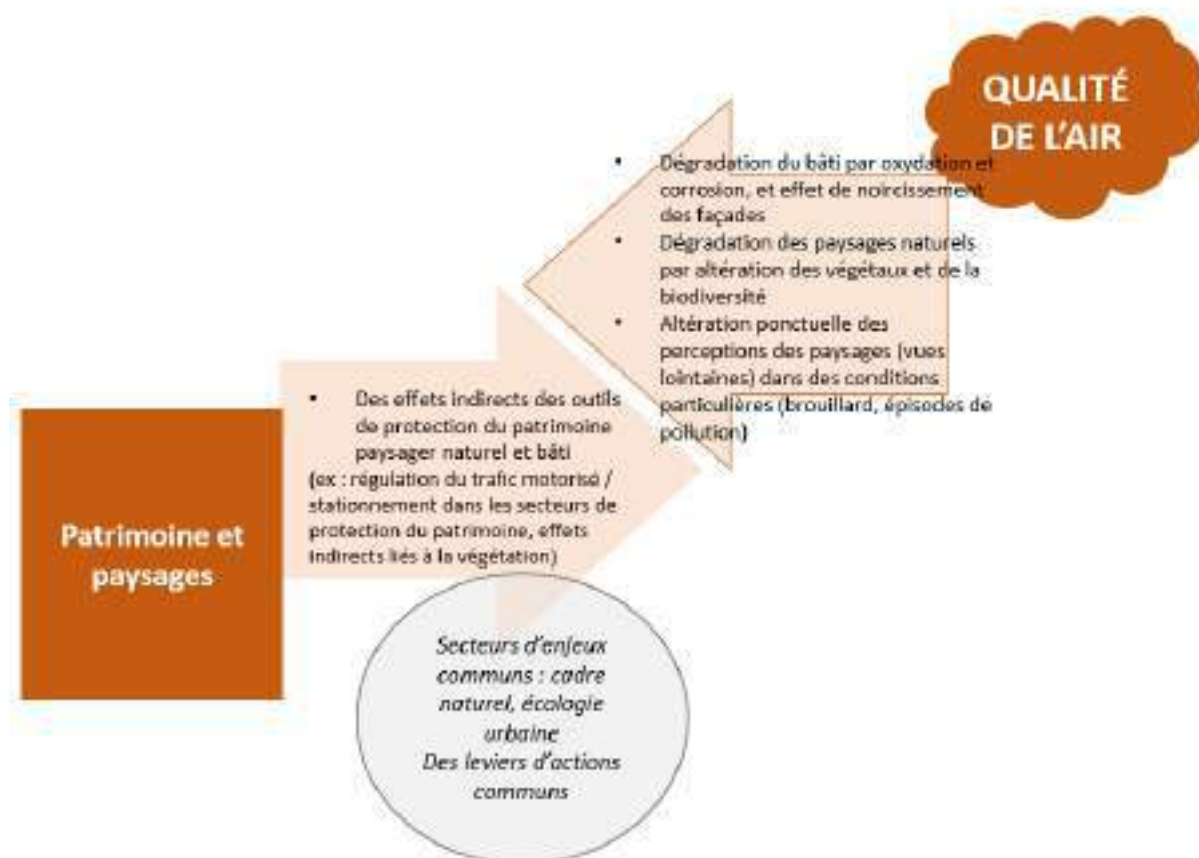 QUALITÉ
DE L'AIR
• Dégradation du bâti par oxydation et
corrosion, et effet de noircissement
des façades
• Dégradation des paysages naturels
par altération des végétaux et de la
biodiversité
• Altération ponctuelle des
perceptions des paysages (vues
lointaines) dans des conditions
particulières (brouillard, épisodes de
pollution)
• Des effets indirects des outils
de protection du patrimoine
paysager naturel et bâti
(ex : régulation du trafic motorisé /
stationnement dans les secteurs de
protection du patrimoine, effets
indirects liés à la végétation)
Patrimoine et
paysages
Secteurs d'enjeux
communs : cadre
naturel, écologie
urbaine
Des leviers d'actions
communs